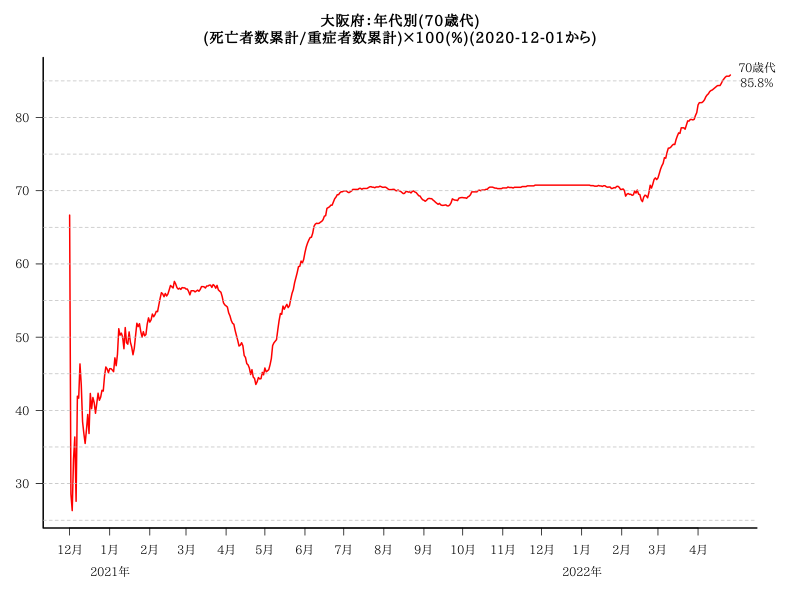 大阪府：年代別(70歳代)
(死亡者数累計/重症者数累計)×100(%)(2020-12-01から)
70歳代
85.8%
80
70
60
50
40
30
12月 1月 2月 3月 4月 5月 6月 7月 8月 9月 10月 11月 12月 1月 2月 3月 4月
2021年 2022年